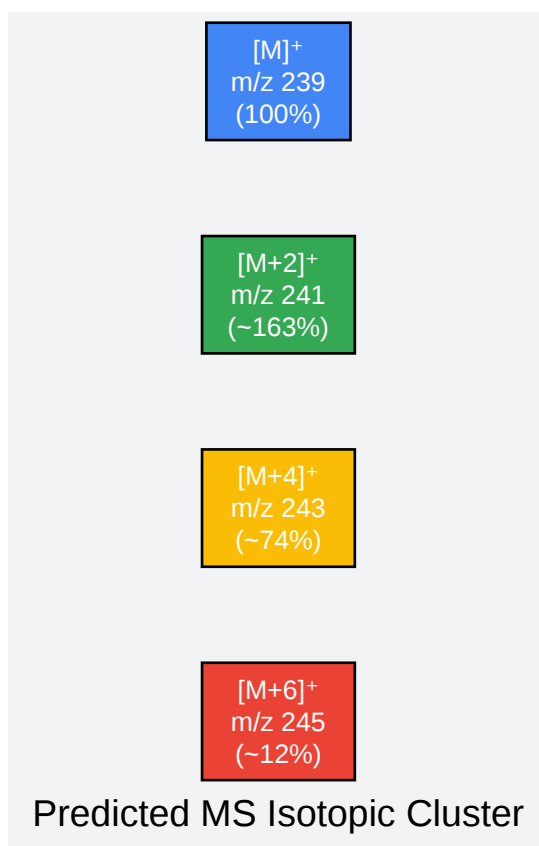 [M]⁺
m/z 239
(100%)
[M+2]⁺
m/z 241
(~163%)
[M+4]⁺
m/z 243
(~74%)
[M+6]⁺
m/z 245
(~12%)
Predicted MS Isotopic Cluster